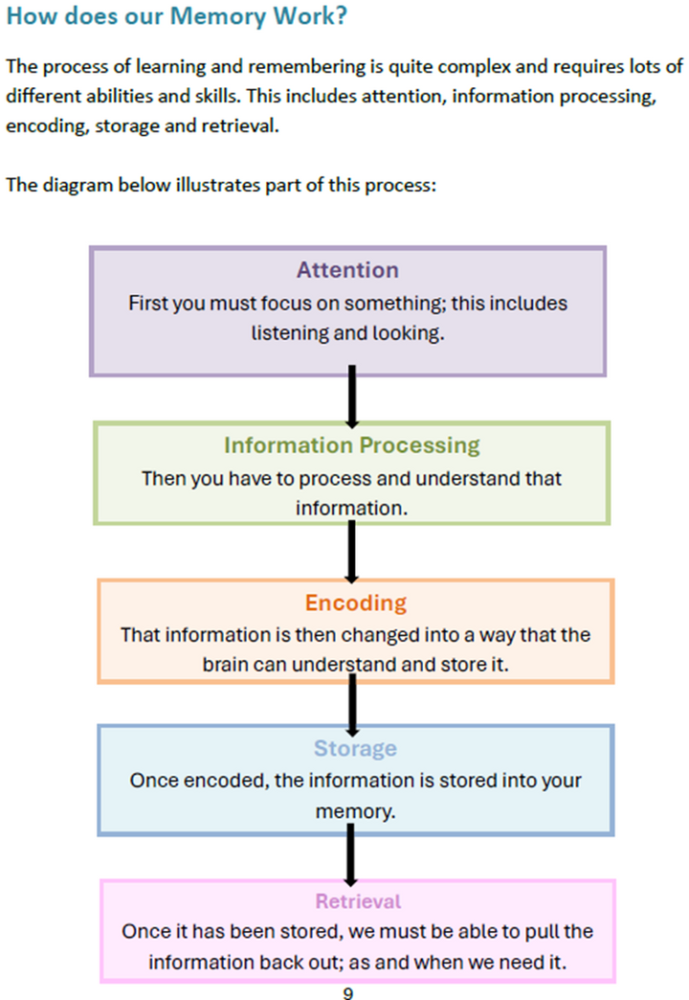 How does our Memory Work?
The process of learning and remembering is quite complex and requires lots of
different abilities and skills. This includes attention, information processing,
encoding, storage and retrieval.
The diagram below illustrates part of this process:
Attention
First you must focus on something; this includes
listening and looking.
Information Processing
Then you have to process and understand that
information.
Encoding
That information is then changed into a way that the
brain can understand and store it.
Storage
Once encoded, the information is stored into your
memory.
Retrieval
Once it has been stored, we must be able to pull the
information back out; as and when we need it.
9